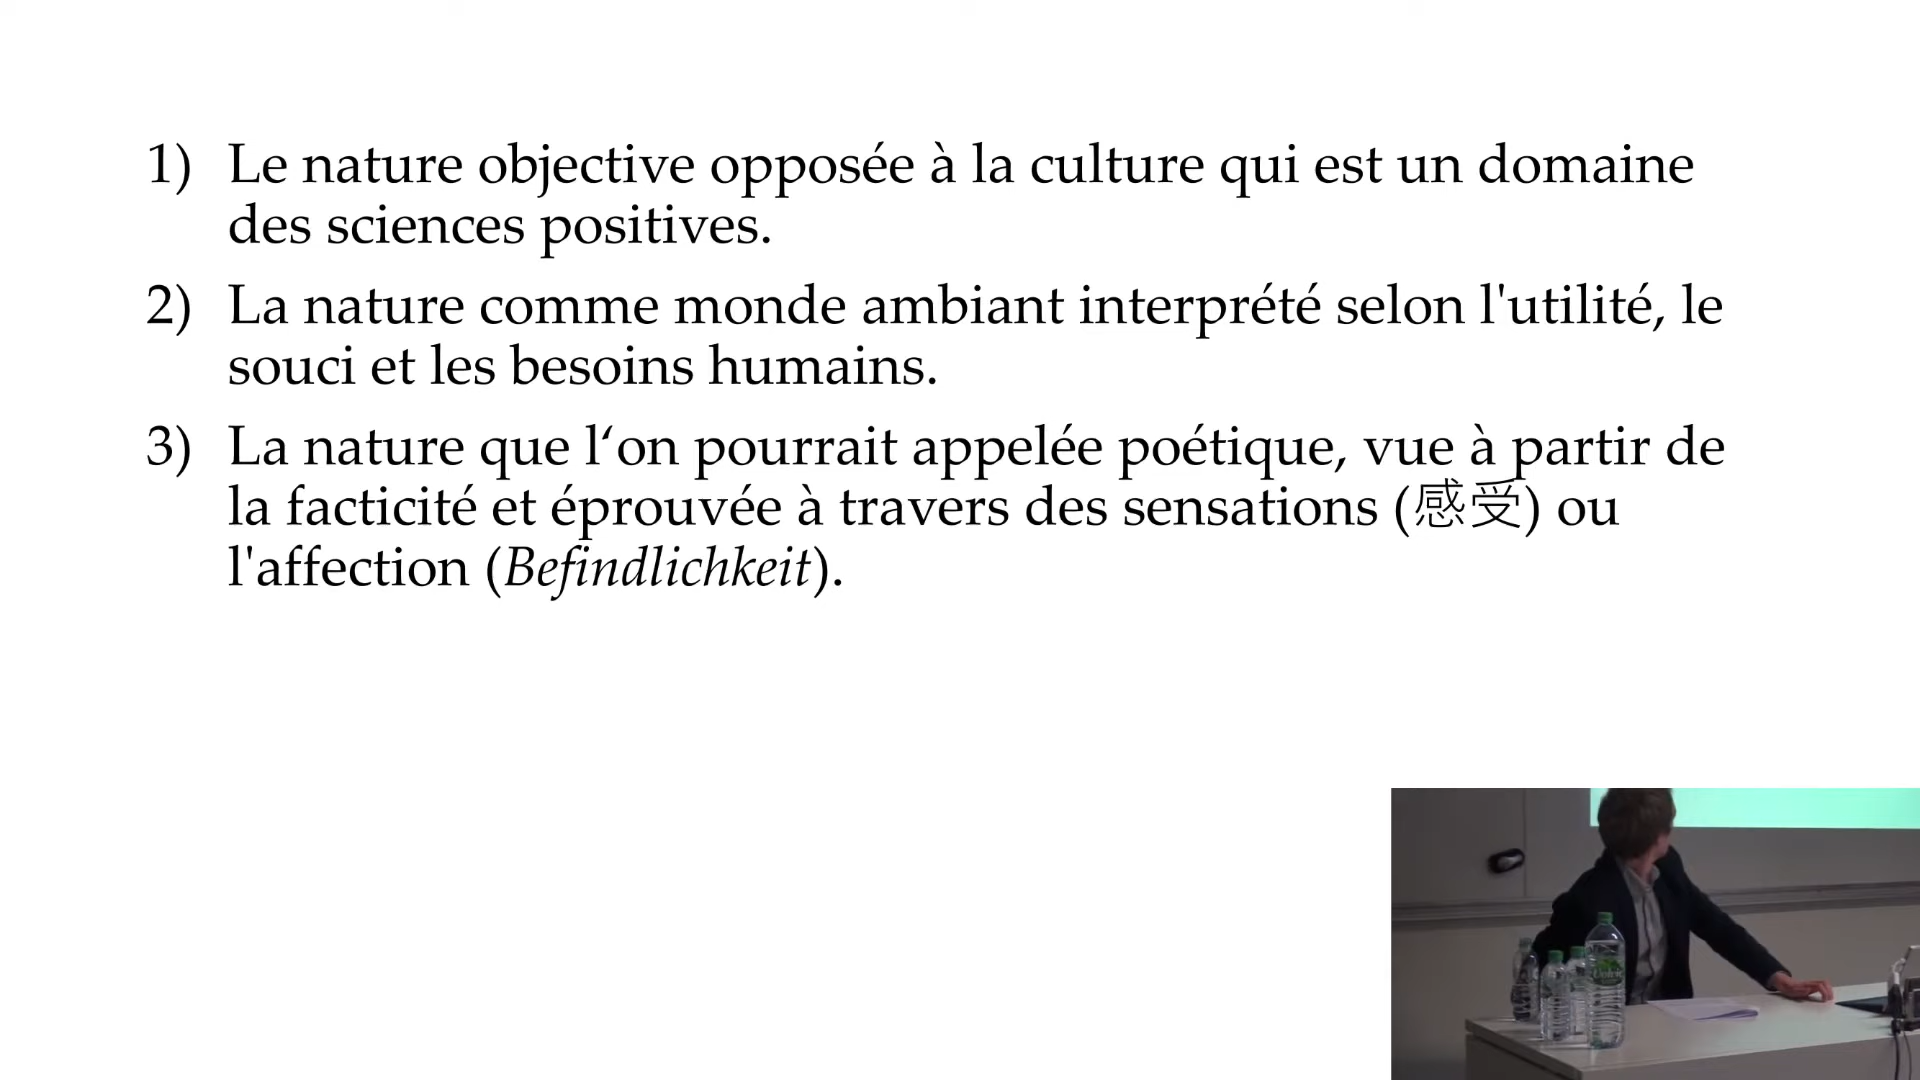 1) Le nature objective opposée à la culture qui est un domaine
des sciences positives.
2) La nature comme monde ambiant interprété selon l'utilité, le
souci et les besoins humains.
3) La nature que l‘on pourrait appelée poétique, vue à partir de
la facticité et éprouvée à travers des sensations (感受) ou
l'affection (Befindlichkeit).
Volvic